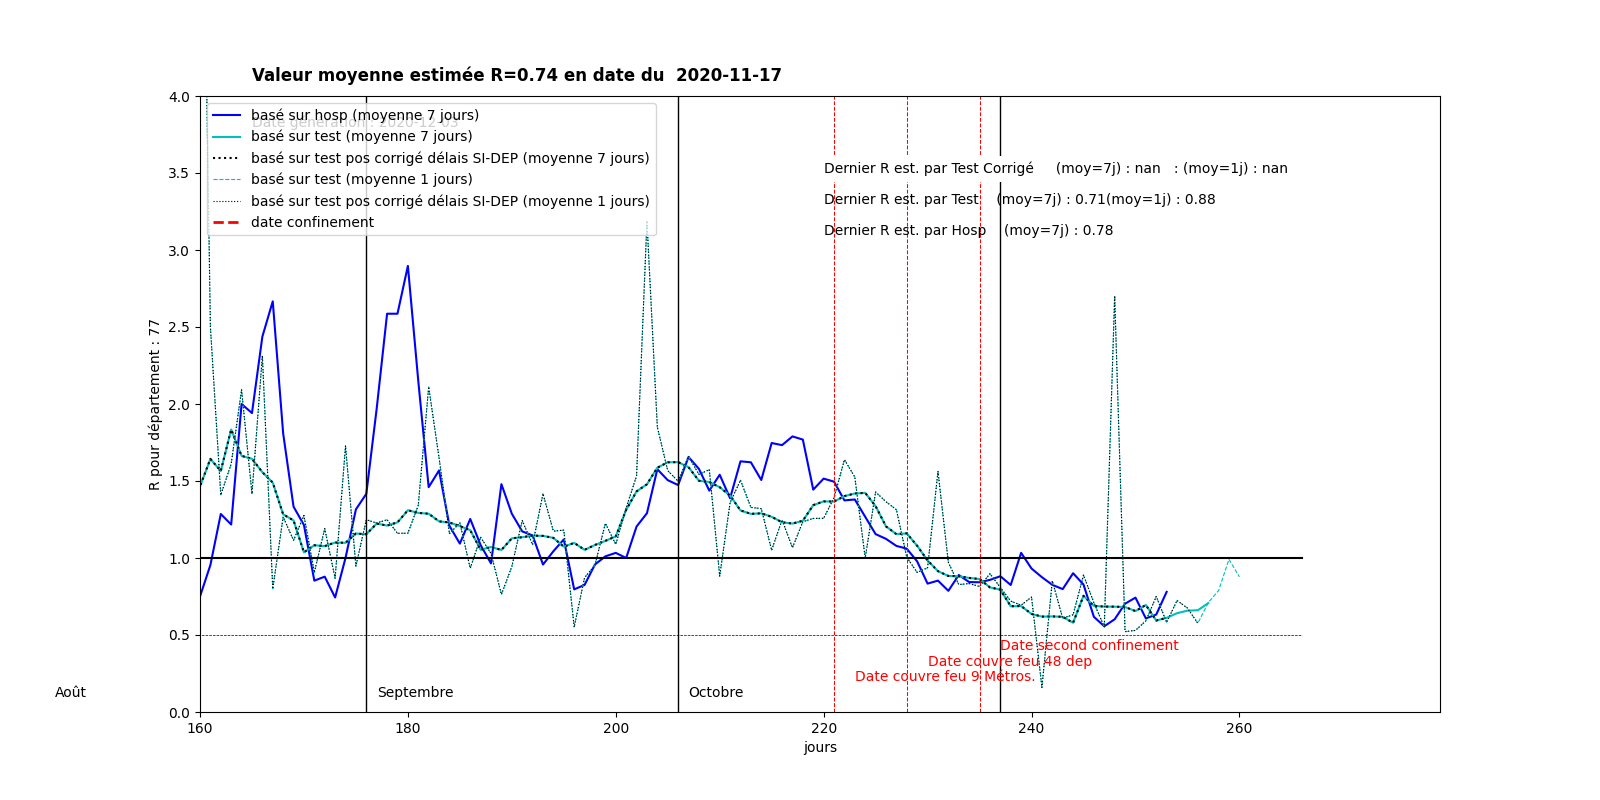 Valeur moyenne estimée R=0.74 en date du  2020-11-17
Date génération : 2020-12-03
basé sur hosp (moyenne 7 jours)
basé sur test (moyenne 7 jours)
basé sur test pos corrigé délais SI-DEP (moyenne 7 jours)
basé sur test (moyenne 1 jours)
basé sur test pos corrigé délais SI-DEP (moyenne 1 jours)
date confinement
Dernier R est. par Test Corrigé     (moy=7j) : nan   : (moy=1j) : nan
Dernier R est. par Test    (moy=7j) : 0.71(moy=1j) : 0.88
Dernier R est. par Hosp    (moy=7j) : 0.78
R pour département : 77
4.0
3.5
3.0
2.5
2.0
1.5
1.0
0.5
0.0
Date second confinement
Date couvre feu 48 dep
Date couvre feu 9 Métros.
Août
Septembre
Octobre
160 180 200 220 240 260
jours